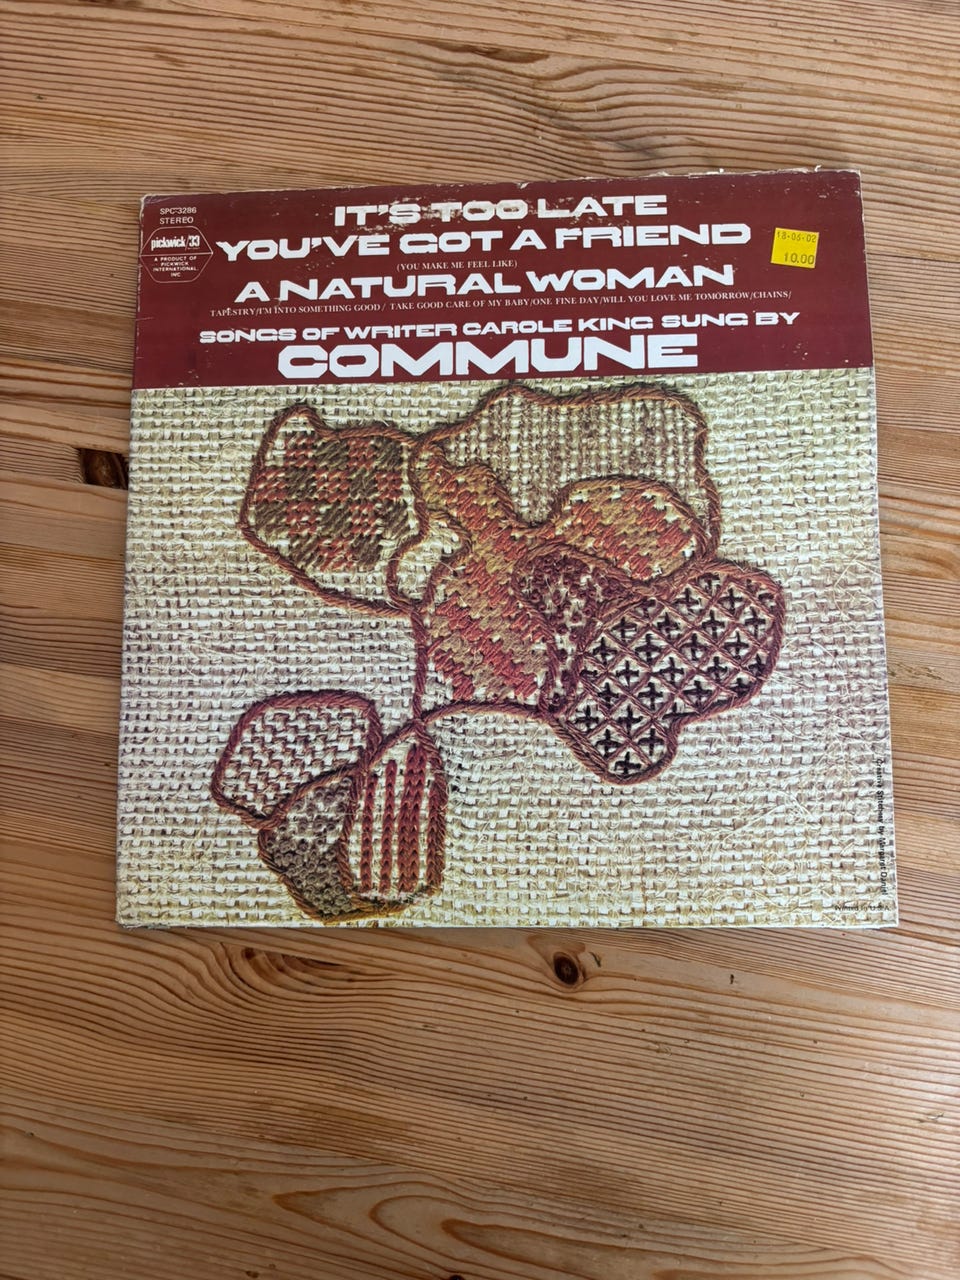 SPC-3286
STEREO
pickwick/33
A PRODUCT OF
PICKWICK
INTERNATIONAL,
INC
IT'S TOO LATE
YOU'VE GOT A FRIEND
(YOU MAKE ME FEEL LIKE)
A NATURAL WOMAN
TAPESTRY/I'M INTO SOMETHING GOOD / TAKE GOOD CARE OF MY BABY/ONE FINE DAY/WILL YOU LOVE ME TOMORROW/CHAINS/
SONGS OF WRITER CAROLE KING SUNG BY
COMMUNE
18-06-02
10.00